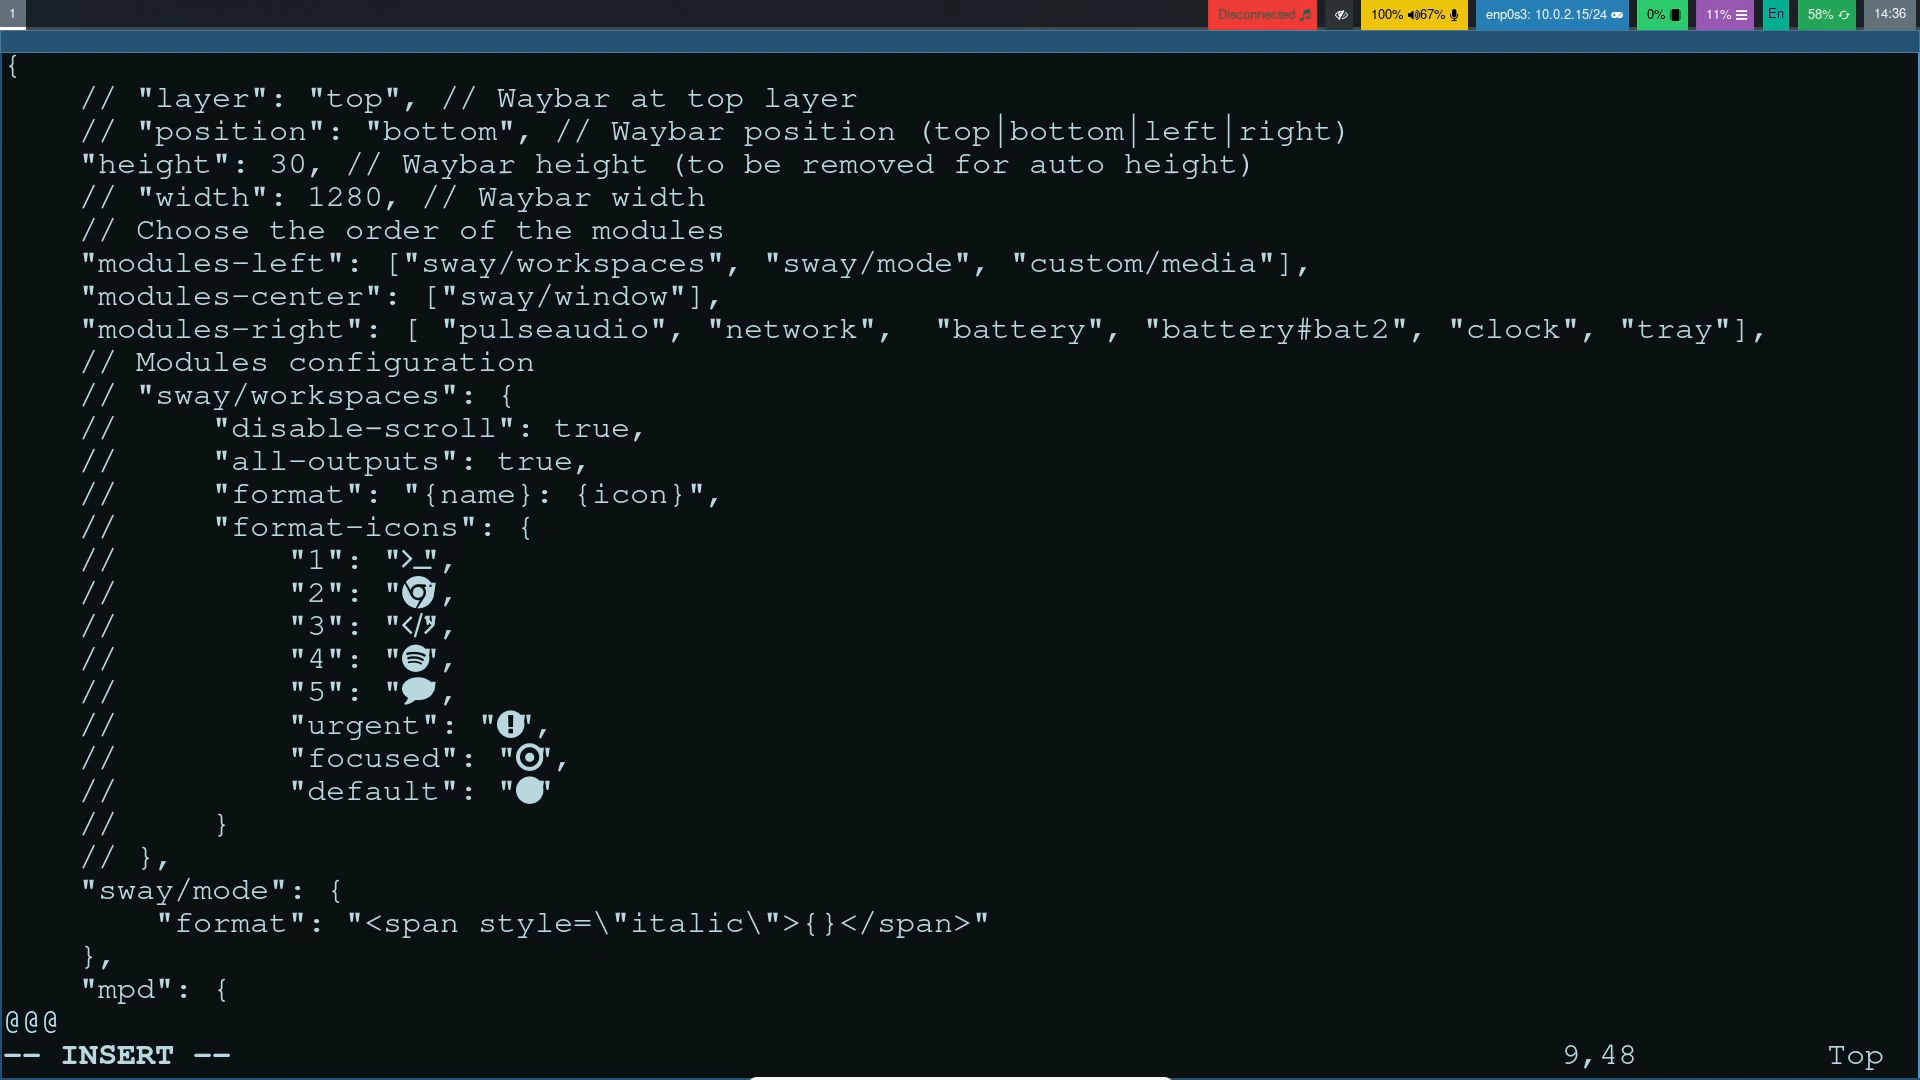 1 Disconnected 100% 67% enp0s3: 10.0.2.15/24 0% 11% En 58% 14:36
{
    // "layer": "top", // Waybar at top layer
    // "position": "bottom", // Waybar position (top|bottom|left|right)
    "height": 30, // Waybar height (to be removed for auto height)
    // "width": 1280, // Waybar width
    // Choose the order of the modules
    "modules-left": ["sway/workspaces", "sway/mode", "custom/media"],
    "modules-center": ["sway/window"],
    "modules-right": [ "pulseaudio", "network",  "battery", "battery#bat2", "clock", "tray"],
    // Modules configuration
    // "sway/workspaces": {
    //     "disable-scroll": true,
    //     "all-outputs": true,
    //     "format": "{name}: {icon}",
    //     "format-icons": {
    //         "1": "",
    //         "2": "",
    //         "3": "",
    //         "4": "",
    //         "5": "",
    //         "urgent": "",
    //         "focused": "",
    //         "default": ""
    //     }
    // },
    "sway/mode": {
        "format": "<span style=\"italic\">{}</span>"
    },
    "mpd": {
@@@
-- INSERT -- 9,48 Top